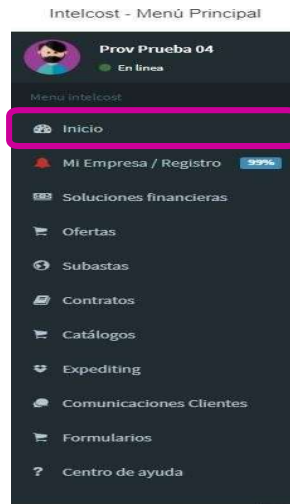 Intelcost - Menú Principal
Prov Prueba 04
En linea
Menu intelcost
Inicio
Mi Empresa / Registro 99%
Soluciones financieras
Ofertas
Subastas
Contratos
Catálogos
Expediting
Comunicaciones Clientes
Formularios
? Centro de ayuda